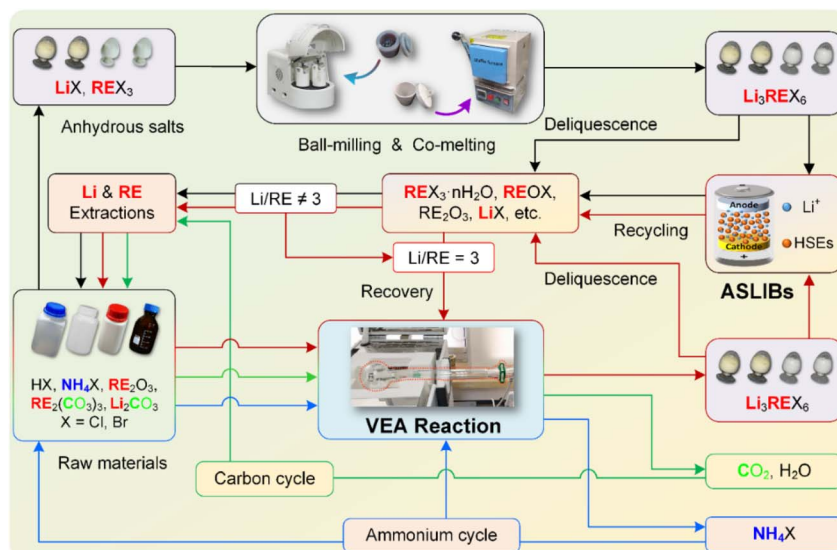 LiX, REX₃
Anhydrous salts
Ball-milling & Co-melting
Li₃REX₆
Deliquescence
Li & RE
Extractions
Li/RE ≠ 3
REX₃·nH₂O, REOX,
RE₂O₃, LiX, etc.
Li/RE = 3
Recovery
Recycling
Deliquescence
Anode
Cathode
+
Li⁺
HSEs
ASLIBs
HX, NH₄X, RE₂O₃,
RE₂(CO₃)₃, Li₂CO₃
X = Cl, Br
Raw materials
VEA Reaction
Li₃REX₆
Carbon cycle
CO₂, H₂O
Ammonium cycle
NH₄X